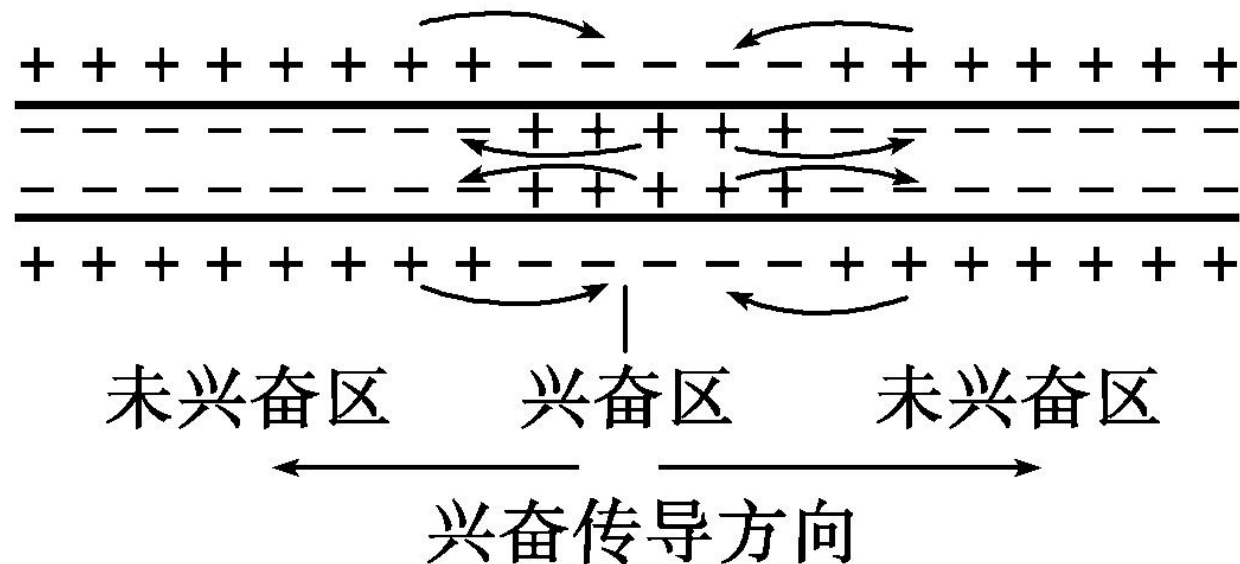 + + + + + + + + − − − − − + + + + + + +
− − − − − − − − + + + + + − − − − − − −
− − − − − − − − + + + + + − − − − − − −
+ + + + + + + + − − − − − + + + + + + +
未兴奋区 兴奋区 未兴奋区
兴奋传导方向